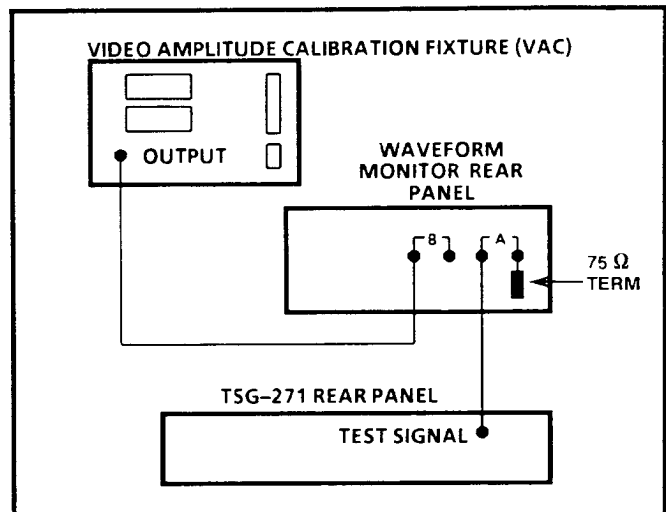 VIDEO AMPLITUDE CALIBRATION FIXTURE (VAC)
OUTPUT
WAVEFORM
MONITOR REAR
PANEL
B
A
75 Ω
TERM
TSG–271 REAR PANEL
TEST SIGNAL